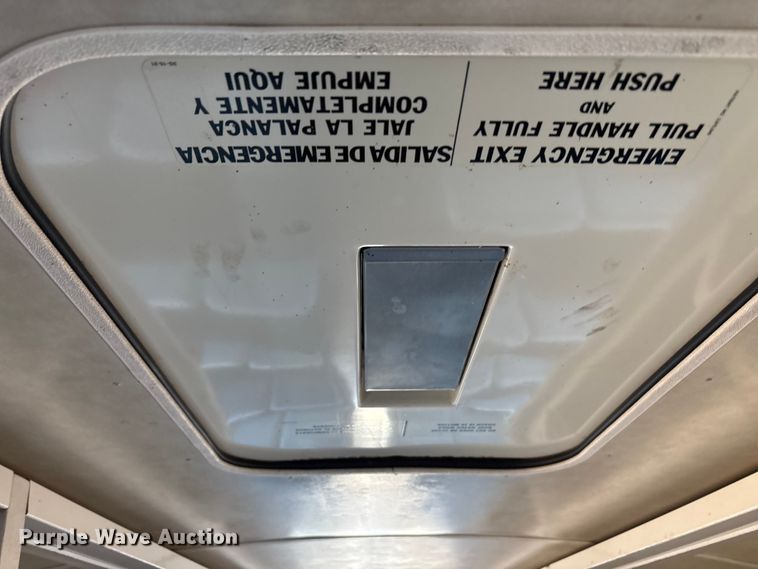 EMERGENCY EXIT
PULL HANDLE FULLY
AND
PUSH HERE
SALIDA DE EMERGENCIA
JALE LA PALANCA
COMPLETAMENTE Y
EMPUJE AQUI
Purple Wave Auction